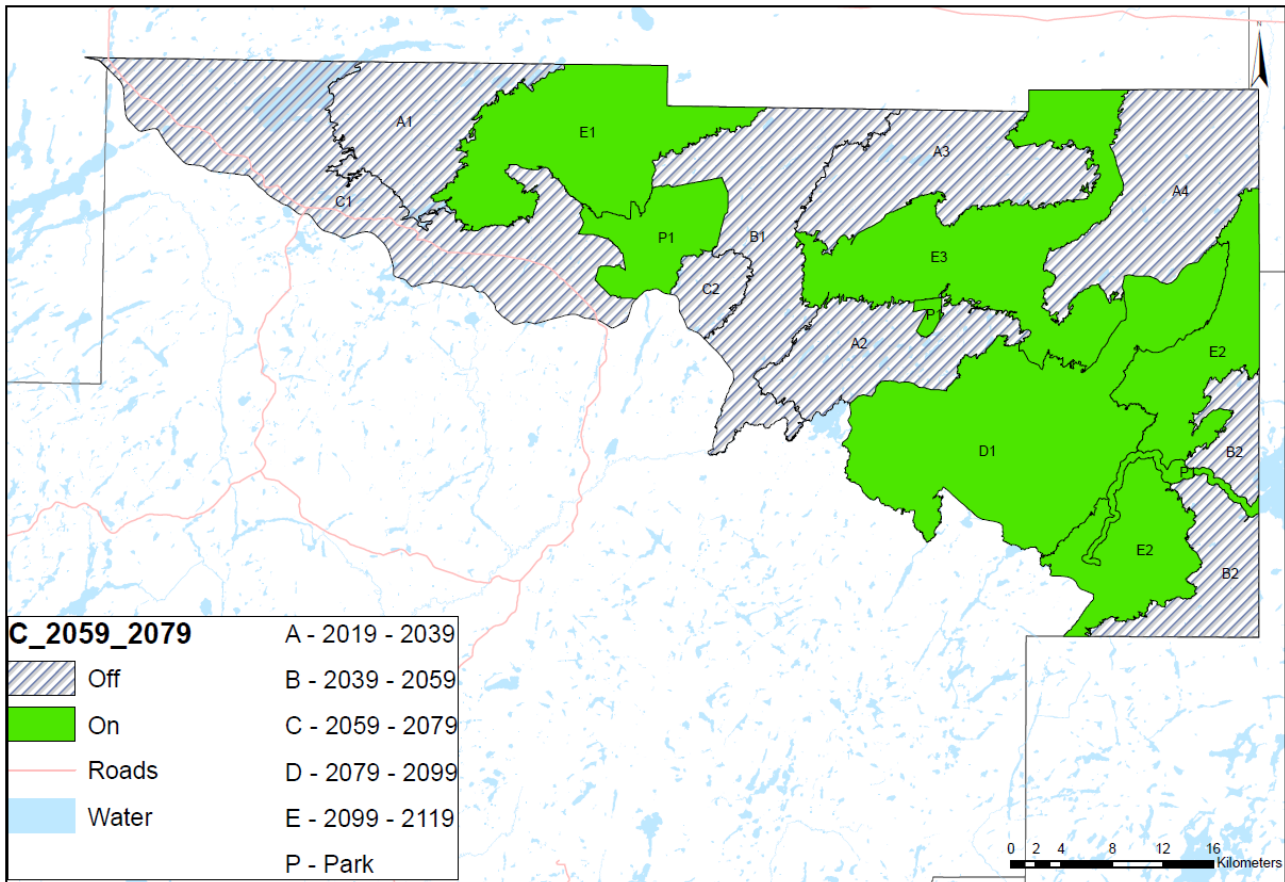 N
A1
E1
A3
A4
C1
P1
B1
E3
C2
P1
A2
E2
D1
B2
P
E2
B2
C_2059_2079
Off
On
Roads
Water
A - 2019 - 2039
B - 2039 - 2059
C - 2059 - 2079
D - 2079 - 2099
E - 2099 - 2119
P - Park
0 2 4 8 12 16
Kilometers